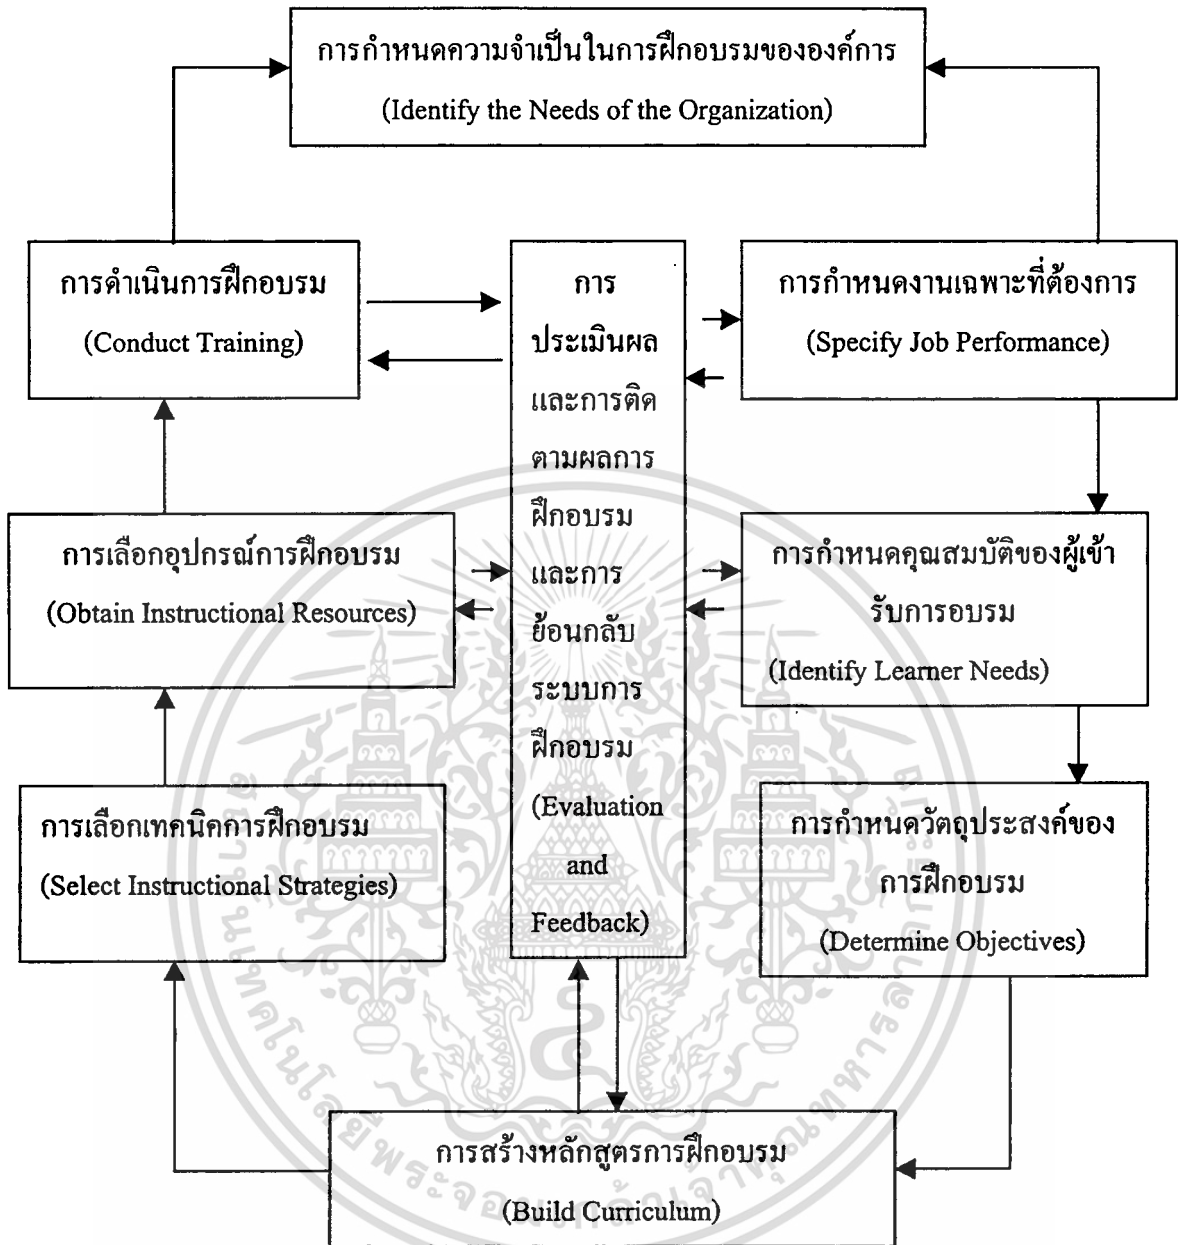 การกำหนดความจำเป็นในการฝึกอบรมขององค์การ
(Identify the Needs of the Organization)
การดำเนินการฝึกอบรม
(Conduct Training)
การ
ประเมินผล
และการติด
ตามผลการ
ฝึกอบรม
และการ
ย้อนกลับ
ระบบการ
ฝึกอบรม
(Evaluation
and
Feedback)
การกำหนดงานเฉพาะที่ต้องการ
(Specify Job Performance)
การเลือกอุปกรณ์การฝึกอบรม
(Obtain Instructional Resources)
การกำหนดคุณสมบัติของผู้เข้า
รับการอบรม
(Identify Learner Needs)
การเลือกเทคนิคการฝึกอบรม
(Select Instructional Strategies)
การกำหนดวัตถุประสงค์ของ
การฝึกอบรม
(Determine Objectives)
การสร้างหลักสูตรการฝึกอบรม
(Build Curriculum)